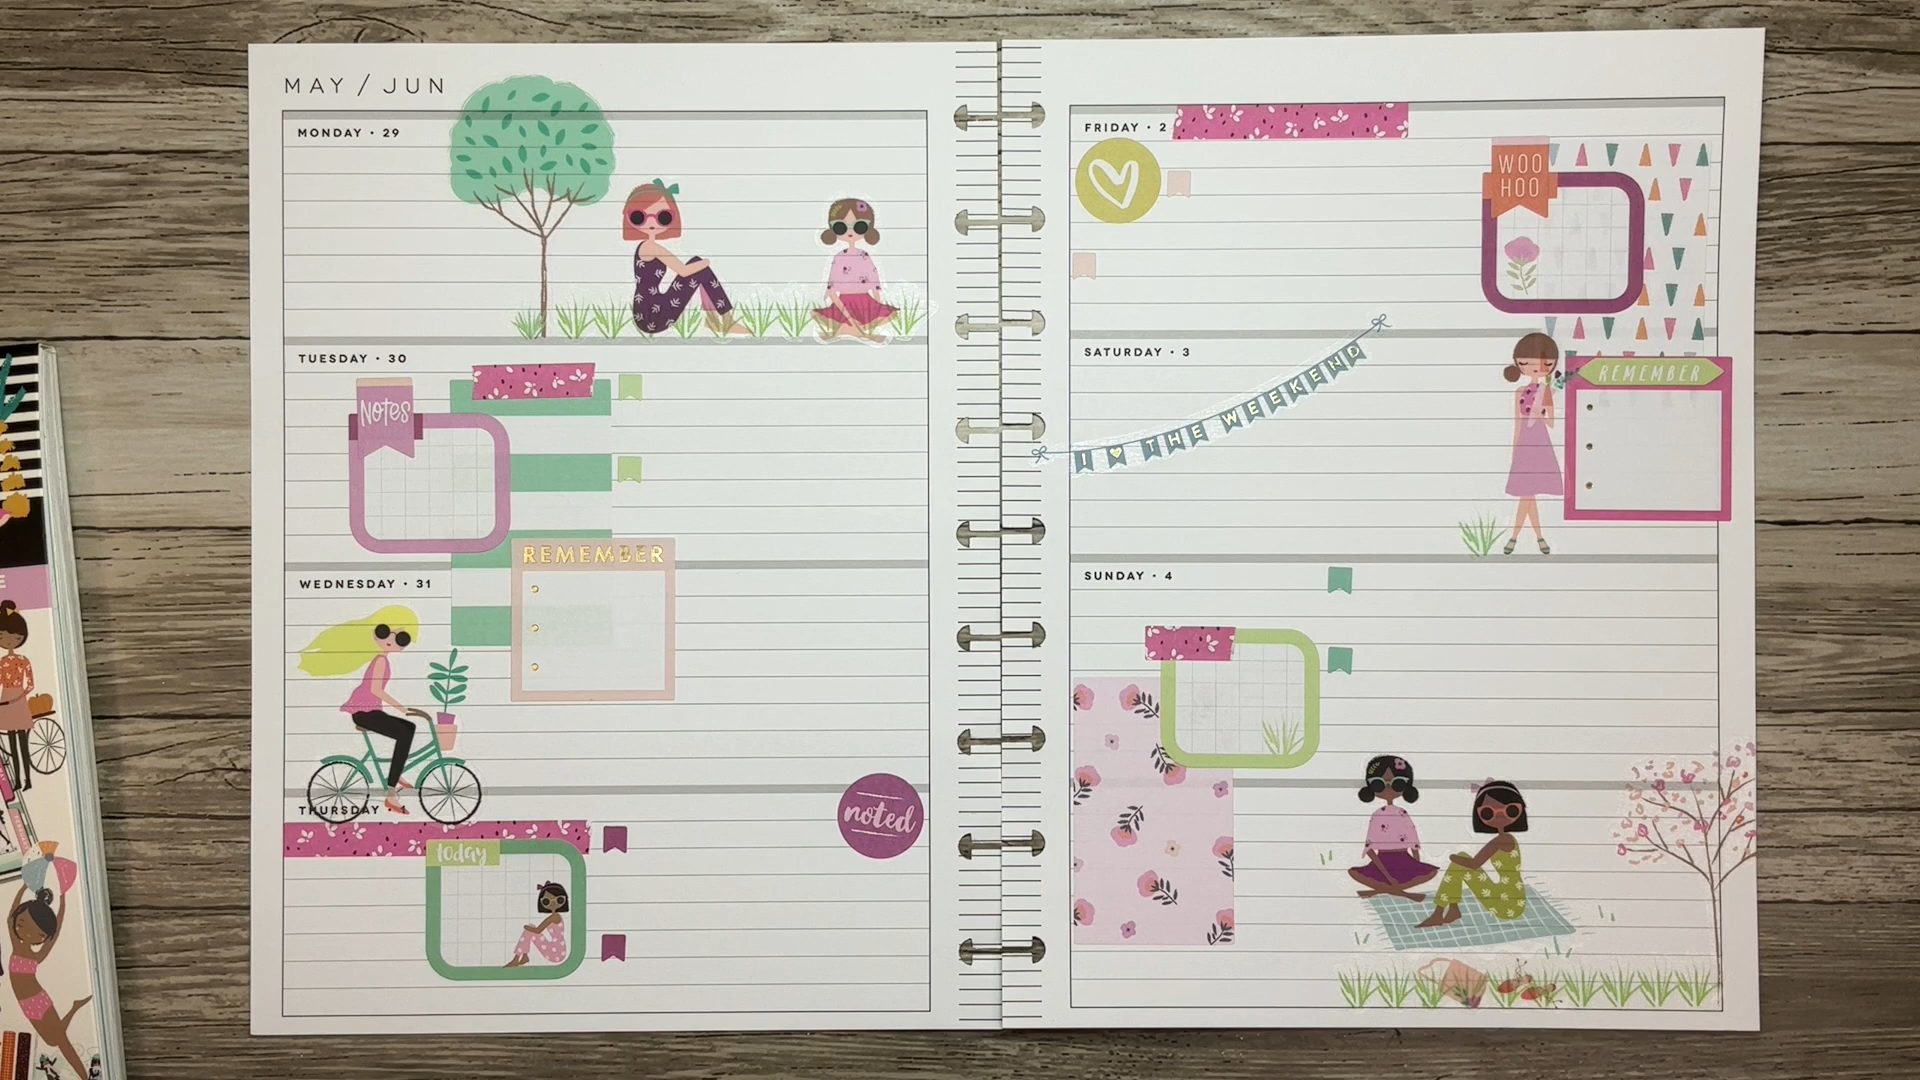 MAY / JUN
MONDAY • 29
TUESDAY • 30
Notes
REMEMBER
WEDNESDAY • 31
THURSDAY • 1
noted
today
FRIDAY • 2
WOO
HOO
SATURDAY • 3
I THE WEEKEND
REMEMBER
SUNDAY • 4